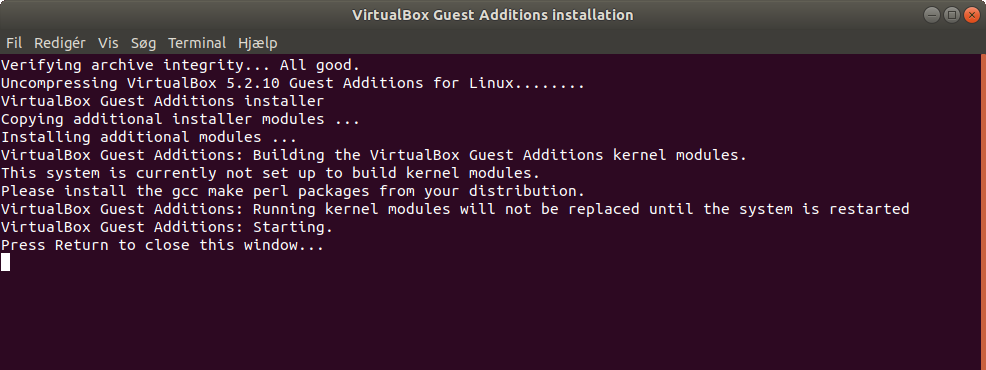 VirtualBox Guest Additions installation
Fil Redigér Vis Søg Terminal Hjælp
Verifying archive integrity... All good.
Uncompressing VirtualBox 5.2.10 Guest Additions for Linux........
VirtualBox Guest Additions installer
Copying additional installer modules ...
Installing additional modules ...
VirtualBox Guest Additions: Building the VirtualBox Guest Additions kernel modules.
This system is currently not set up to build kernel modules.
Please install the gcc make perl packages from your distribution.
VirtualBox Guest Additions: Running kernel modules will not be replaced until the system is restarted
VirtualBox Guest Additions: Starting.
Press Return to close this window...